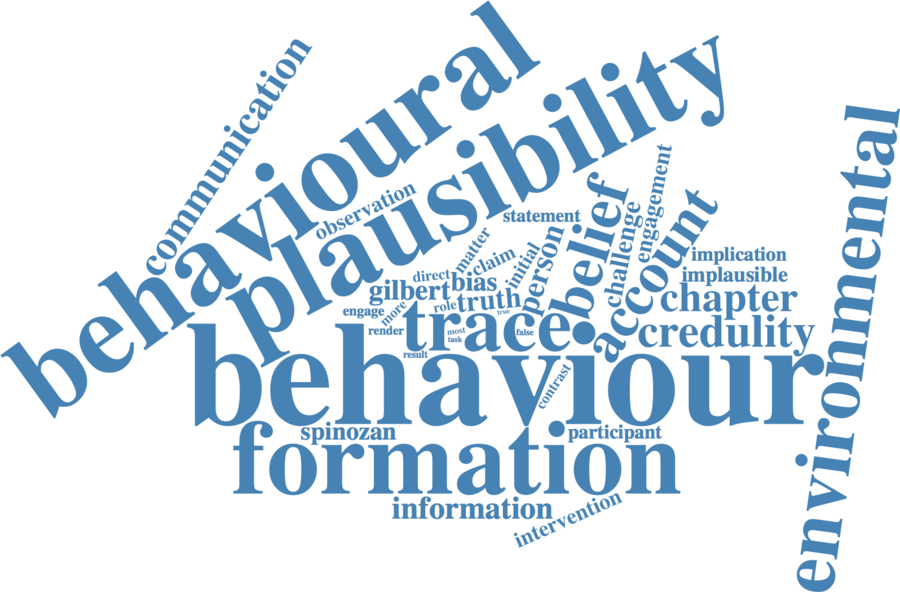 behavioural
communication
plausibility
environmental
observation
statement
belief
challenge
engagement
account
matter
claim
initial
person
implication
implausible
direct
bias
gilbert
truth
chapter
engage
more
role
true
trace
credulity
render
most
task
false
result
behaviour
contrast
spinozan
participant
formation
information
intervention